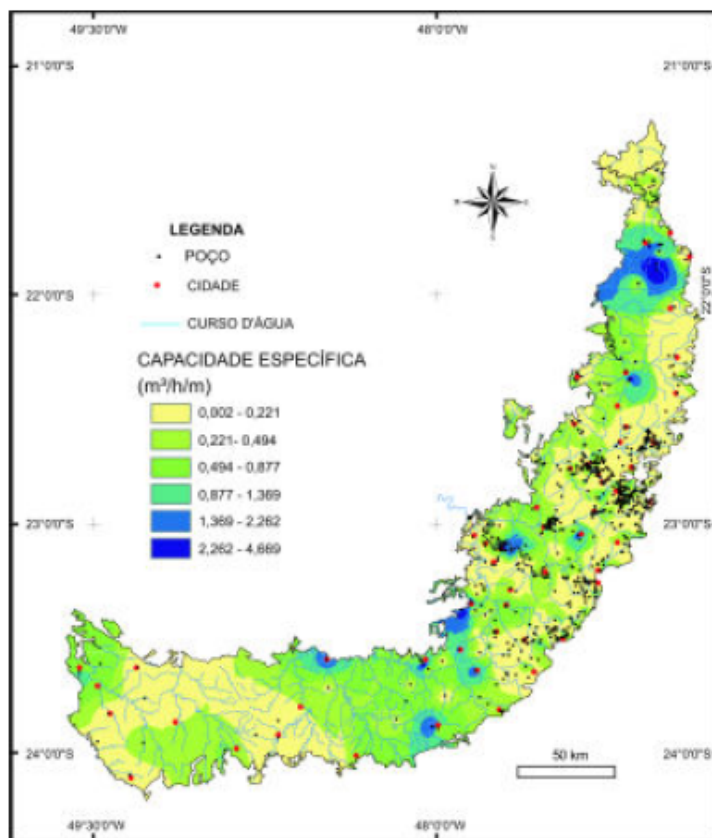 49°30'0"W 48°0'0"W
21°0'0"S 21°0'0"S
N
LEGENDA
POÇO
CIDADE
22°0'0"S 22°0'0"S
CURSO D'ÁGUA
CAPACIDADE ESPECÍFICA
(m³/h/m)
0,002 - 0,221
0,221- 0,494
0,494 - 0,877
0,877 - 1,369
1,369 - 2,262
2,262 - 4,669
23°0'0"S 23°0'0"S
24°0'0"S 24°0'0"S
50 km
49°30'0"W 48°0'0"W